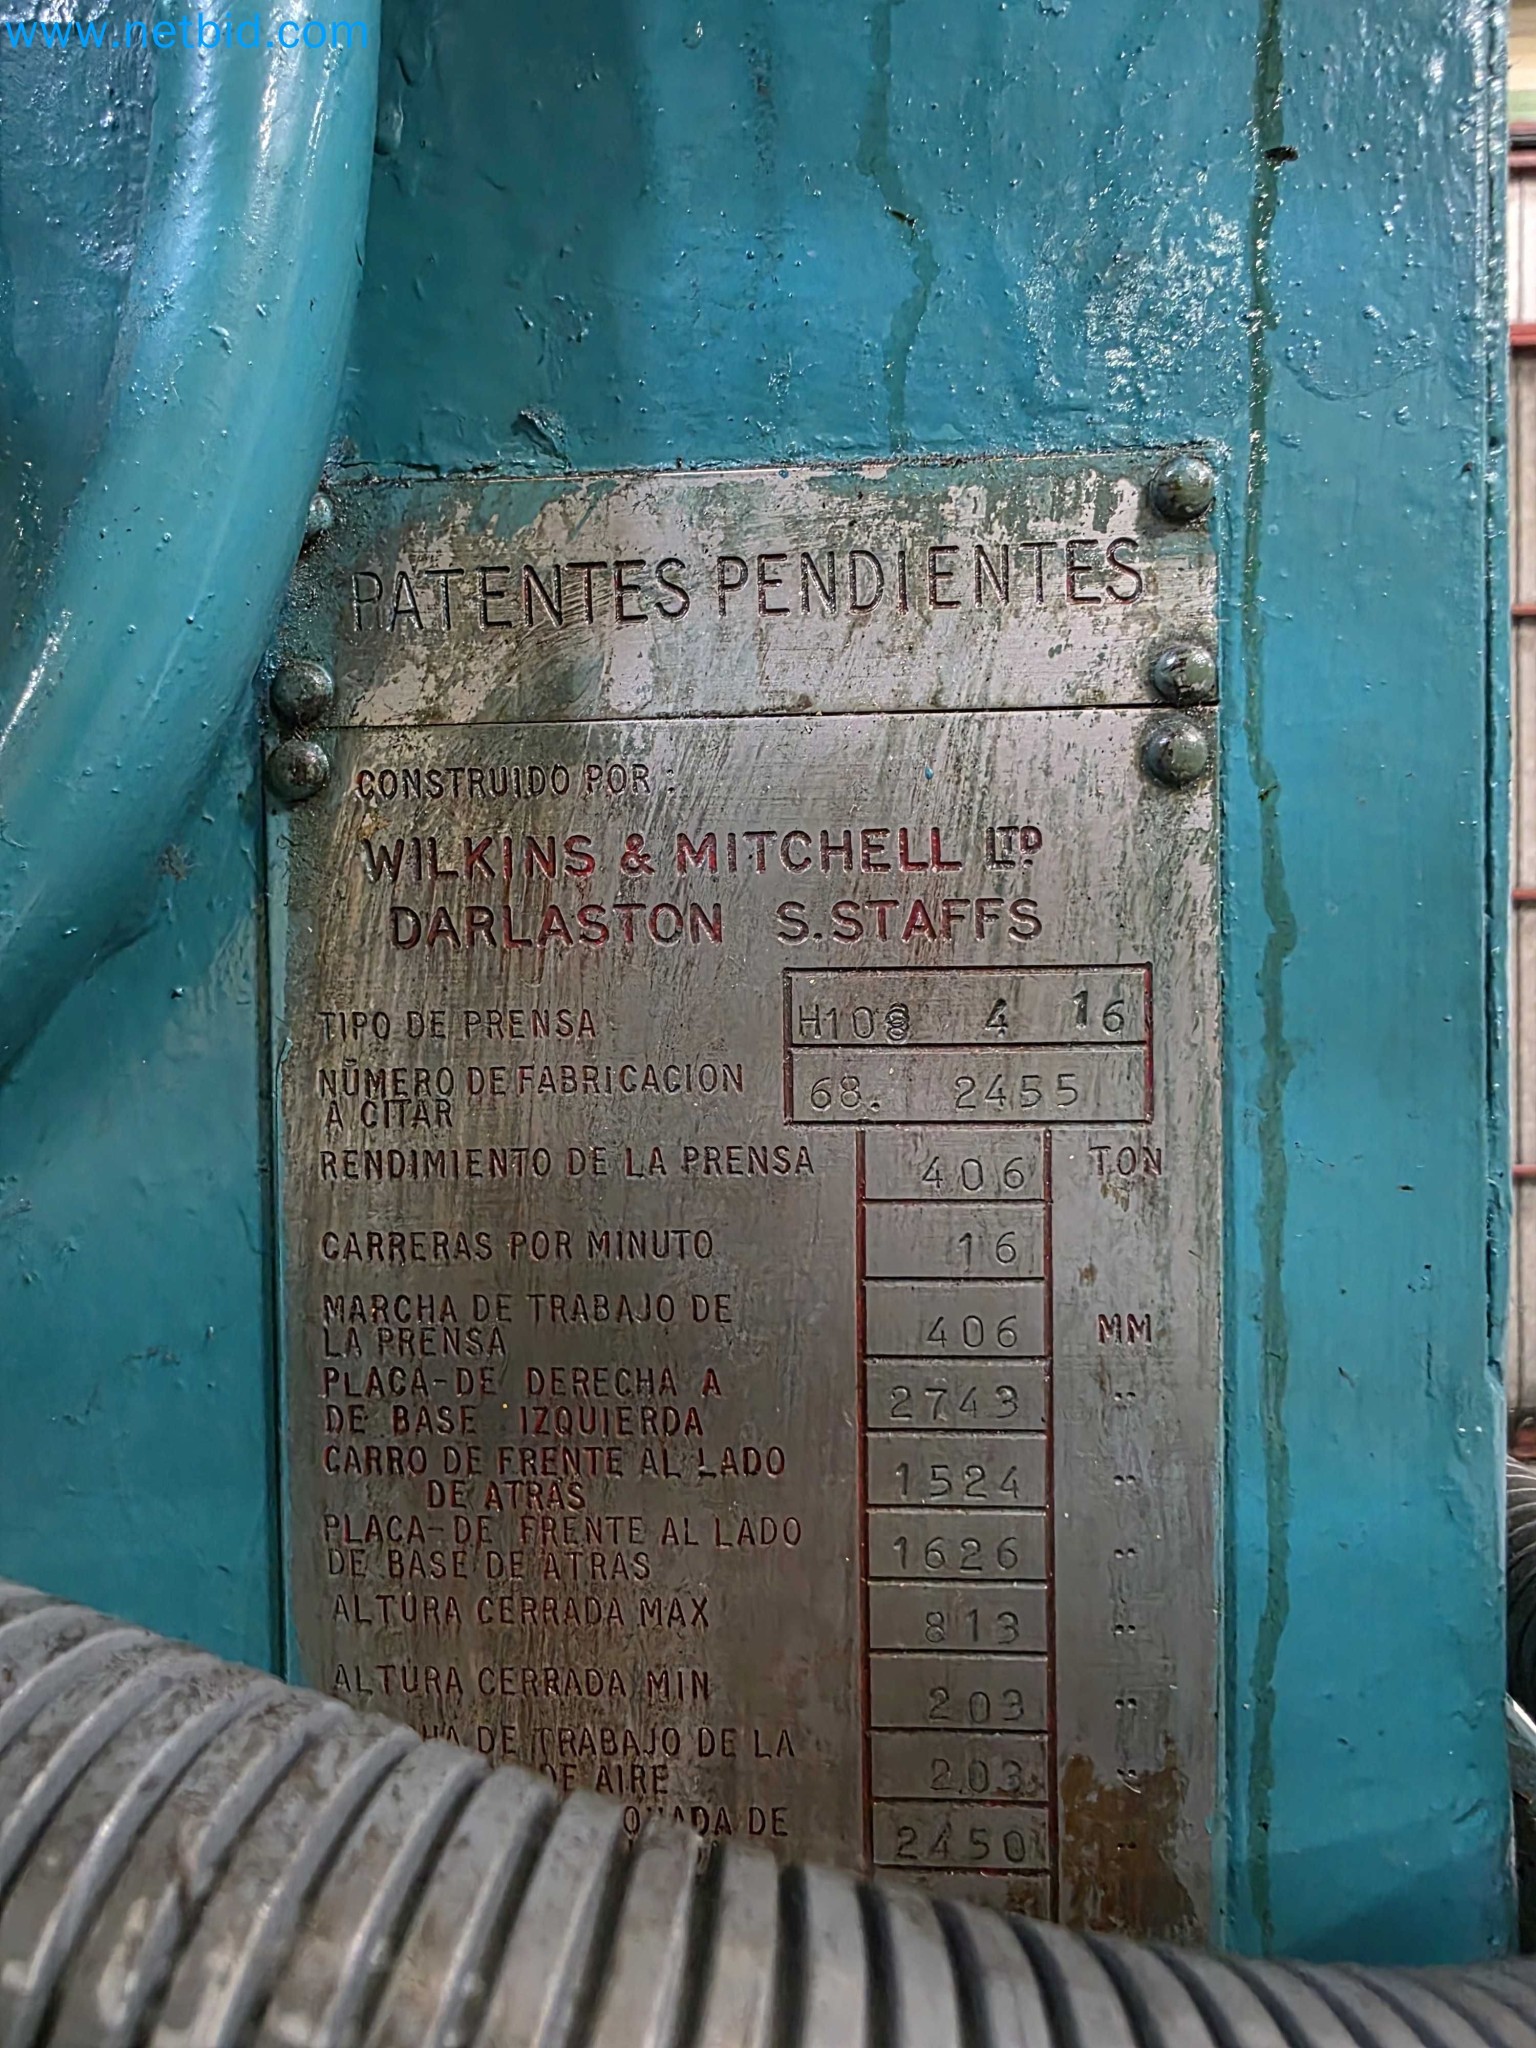 www.netbid.com
PATENTES PENDIENTES
CONSTRUIDO POR :
WILKINS & MITCHELL LTD
DARLASTON S.STAFFS
TIPO DE PRENSA 4 16
NÚMERO DE FABRICACION 68. 2455
A CITAR
RENDIMIENTO DE LA PRENSA 406 TON
CARRERAS POR MINUTO 16
MARCHA DE TRABAJO DE
LA PRENSA 406 MM
PLACA-DE DERECHA A
DE BASE IZQUIERDA 2743 "
CARRO DE FRENTE AL LADO
DE ATRAS 1524 "
PLACA-DE FRENTE AL LADO
DE BASE DE ATRAS 1626 "
ALTURA CERRADA MAX 813 "
ALTURA CERRADA MIN 203 "
DE TRABAJO DE LA
DE AIRE 203 "
DE
2450 "